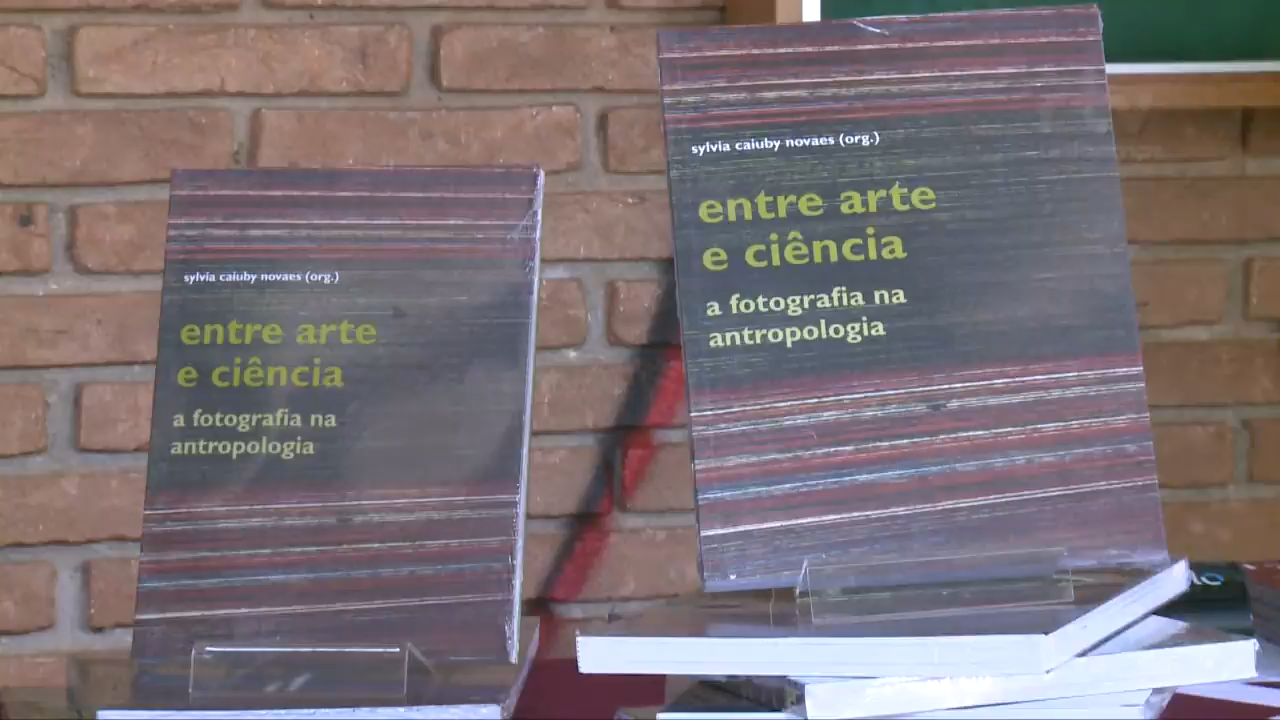 sylvia caiuby novaes (org.)
entre arte
e ciência
a fotografia na
antropologia
sylvia caiuby novaes (org.)
entre arte
e ciência
a fotografia na
antropologia